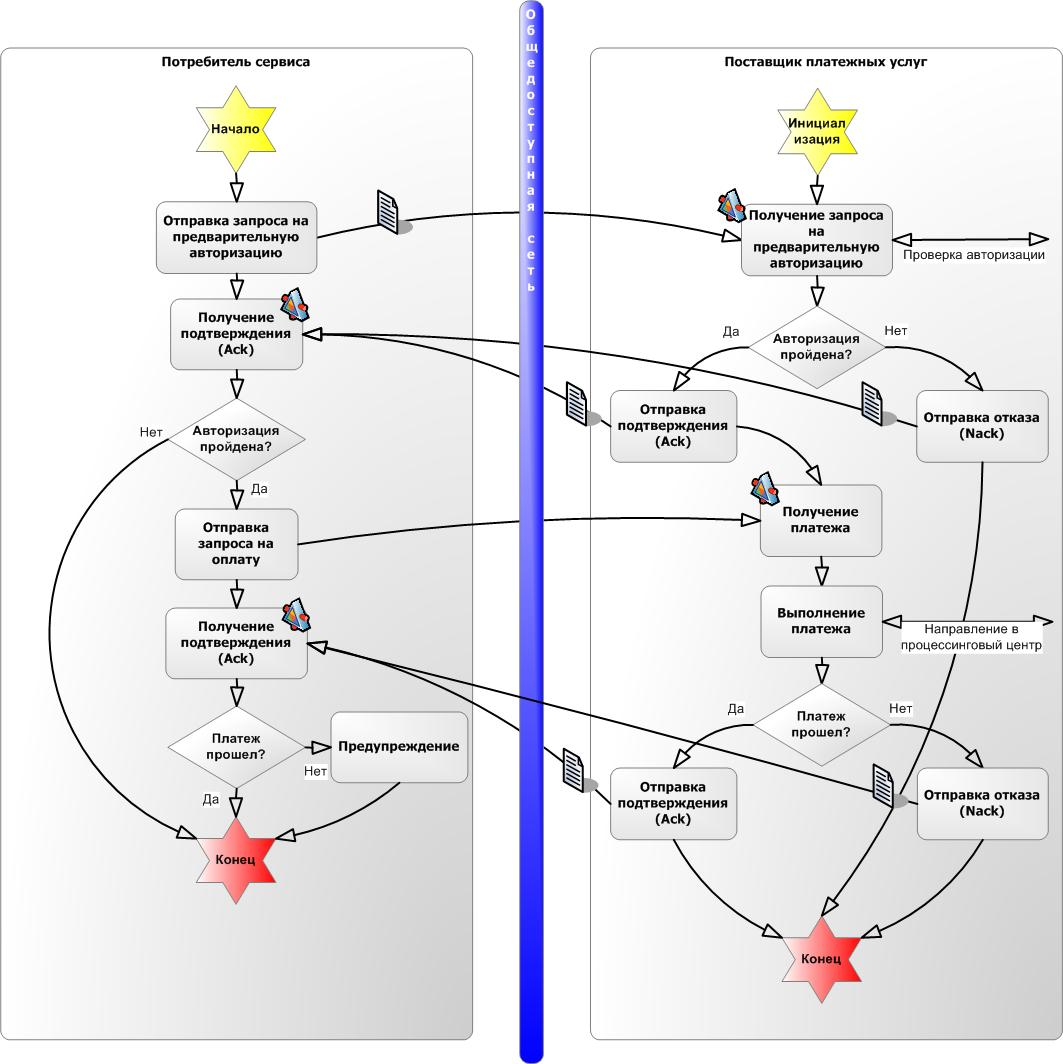 Общедоступная сеть
Потребитель сервиса
Начало
Отправка запроса на
предварительную
авторизацию
Получение
подтверждения
(Ack)
Авторизация
пройдена?
Нет
Да
Отправка
запроса на
оплату
Получение
подтверждения
(Ack)
Платеж
прошел?
Нет
Да
Предупреждение
Конец
Поставщик платежных услуг
Инициал
изация
Получение запроса
на
предварительную
авторизацию
Проверка авторизации
Авторизация
пройдена?
Да
Нет
Отправка
подтверждения
(Ack)
Отправка отказа
(Nack)
Получение
платежа
Выполнение
платежа
Направление в
процессинговый центр
Платеж
прошел?
Да
Нет
Отправка
подтверждения
(Ack)
Отправка отказа
(Nack)
Конец